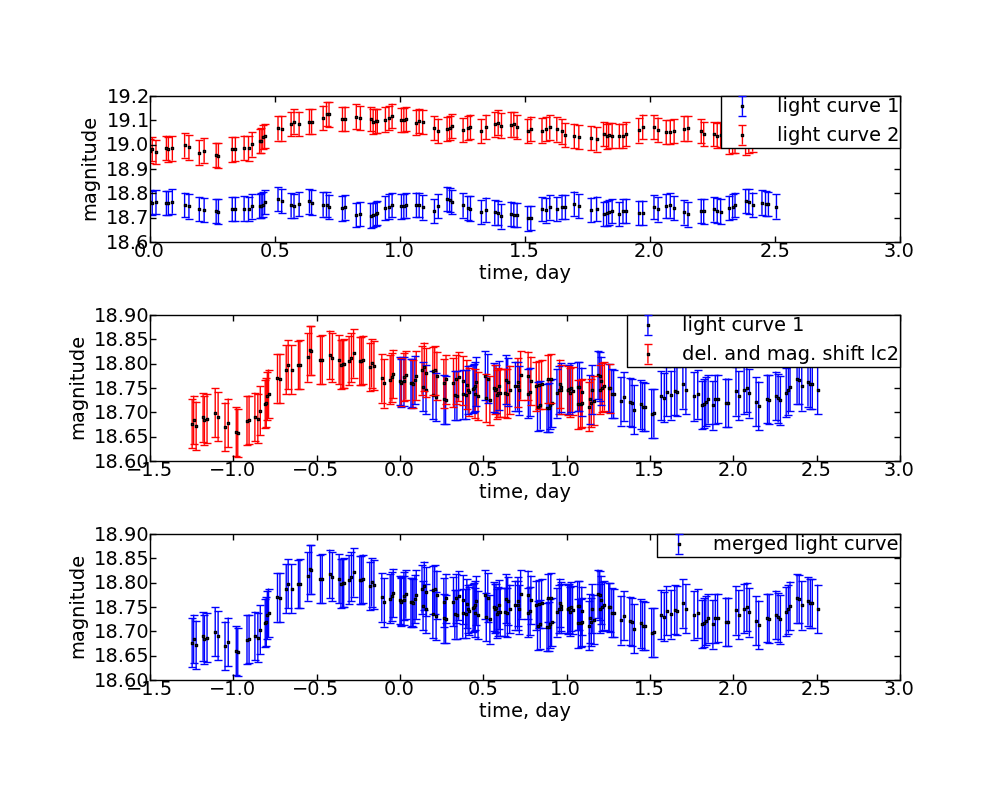 19.2
19.1
19.0
18.9
18.8
18.7
18.6
magnitude
light curve 1
light curve 2
0.0 0.5 1.0 1.5 2.0 2.5 3.0
time, day
18.90
18.85
18.80
18.75
18.70
18.65
18.60
magnitude
light curve 1
del. and mag. shift lc2
−1.5 −1.0 −0.5 0.0 0.5 1.0 1.5 2.0 2.5 3.0
time, day
18.90
18.85
18.80
18.75
18.70
18.65
18.60
magnitude
merged light curve
−1.5 −1.0 −0.5 0.0 0.5 1.0 1.5 2.0 2.5 3.0
time, day